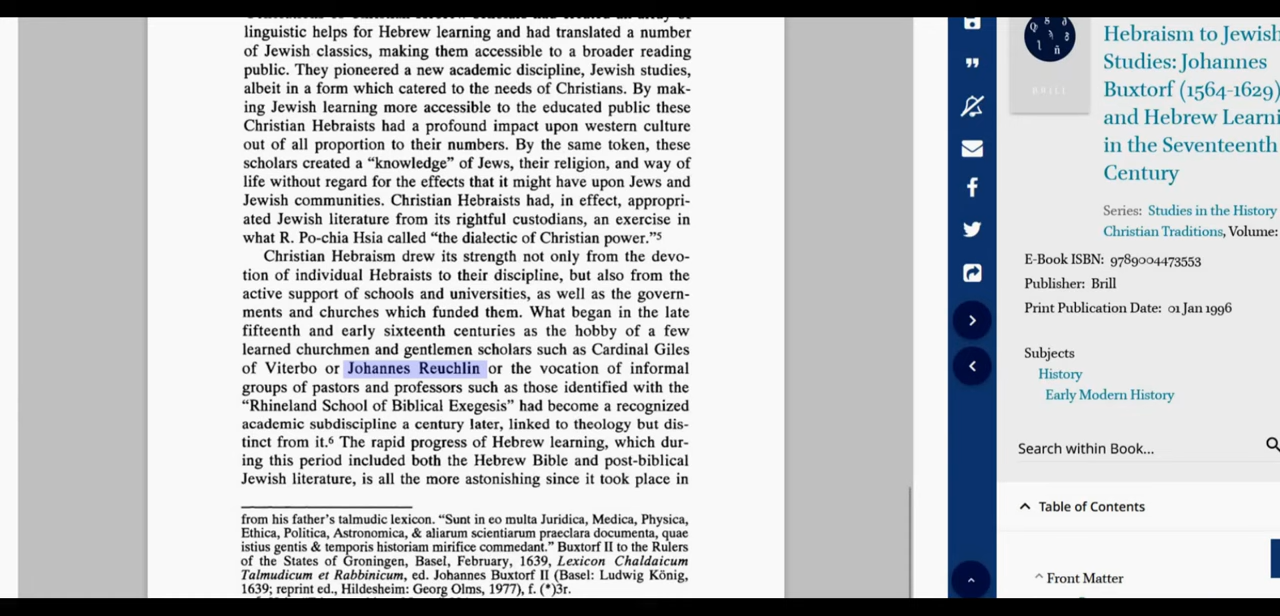 linguistic helps for Hebrew learning and had translated a number
of Jewish classics, making them accessible to a broader reading
public. They pioneered a new academic discipline, Jewish studies,
albeit in a form which catered to the needs of Christians. By mak-
ing Jewish learning more accessible to the educated public these
Christian Hebraists had a profound impact upon western culture
out of all proportion to their numbers. By the same token, these
scholars created a “knowledge” of Jews, their religion, and way of
life without regard for the effects that it might have upon Jews and
Jewish communities. Christian Hebraists had, in effect, appropri-
ated Jewish literature from its rightful custodians, an exercise in
what R. Po-chia Hsia called “the dialectic of Christian power.”⁵
Christian Hebraism drew its strength not only from the devo-
tion of individual Hebraists to their discipline, but also from the
active support of schools and universities, as well as the govern-
ments and churches which funded them. What began in the late
fifteenth and early sixteenth centuries as the hobby of a few
learned churchmen and gentlemen scholars such as Cardinal Giles
of Viterbo or Johannes Reuchlin or the vocation of informal
groups of pastors and professors such as those identified with the
“Rhineland School of Biblical Exegesis” had become a recognized
academic subdiscipline a century later, linked to theology but dis-
tinct from it.⁶ The rapid progress of Hebrew learning, which dur-
ing this period included both the Hebrew Bible and post-biblical
Jewish literature, is all the more astonishing since it took place in
from his father’s talmudic lexicon. “Sunt in eo multa Juridica, Medica, Physica,
Ethica, Politica, Astronomica, & aliarum scientiarum praeclara documenta, quae
istius gentis & temporis historiam mirifice commedant.” Buxtorf II to the Rulers
of the States of Groningen, Basel, February, 1639, Lexicon Chaldaicum
Talmudicum et Rabbinicum, ed. Johannes Buxtorf II (Basel: Ludwig König,
1639; reprint ed., Hildesheim: Georg Olms, 1977), f. (*)3r.
BRILL
Hebraism to Jewish
Studies: Johannes
Buxtorf (1564-1629)
and Hebrew Learni
in the Seventeenth
Century
Series: Studies in the History
Christian Traditions, Volume:
E-Book ISBN: 9789004473553
Publisher: Brill
Print Publication Date: 01 Jan 1996
Subjects
History
Early Modern History
Search within Book...
Table of Contents
Front Matter